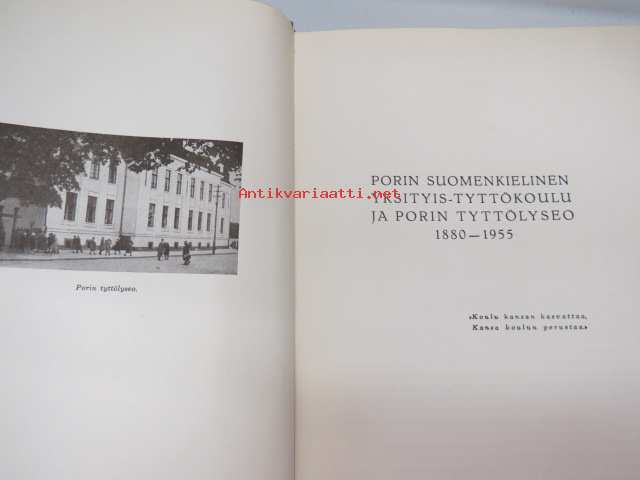 Porin tyttölyseo.
Antikvariaatti.net
PORIN SUOMENKIELINEN
YKSITYIS-TYTTÖKOULU
JA PORIN TYTTÖLYSEO
1880—1955
»Koulu kansan kasvattaa,
Kansa koulun perustaa»